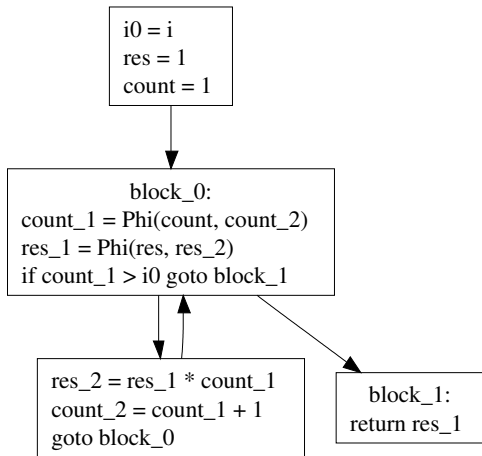 i0 = i
res = 1
count = 1
block_0:
count_1 = Phi(count, count_2)
res_1 = Phi(res, res_2)
if count_1 > i0 goto block_1
res_2 = res_1 * count_1
count_2 = count_1 + 1
goto block_0
block_1:
return res_1